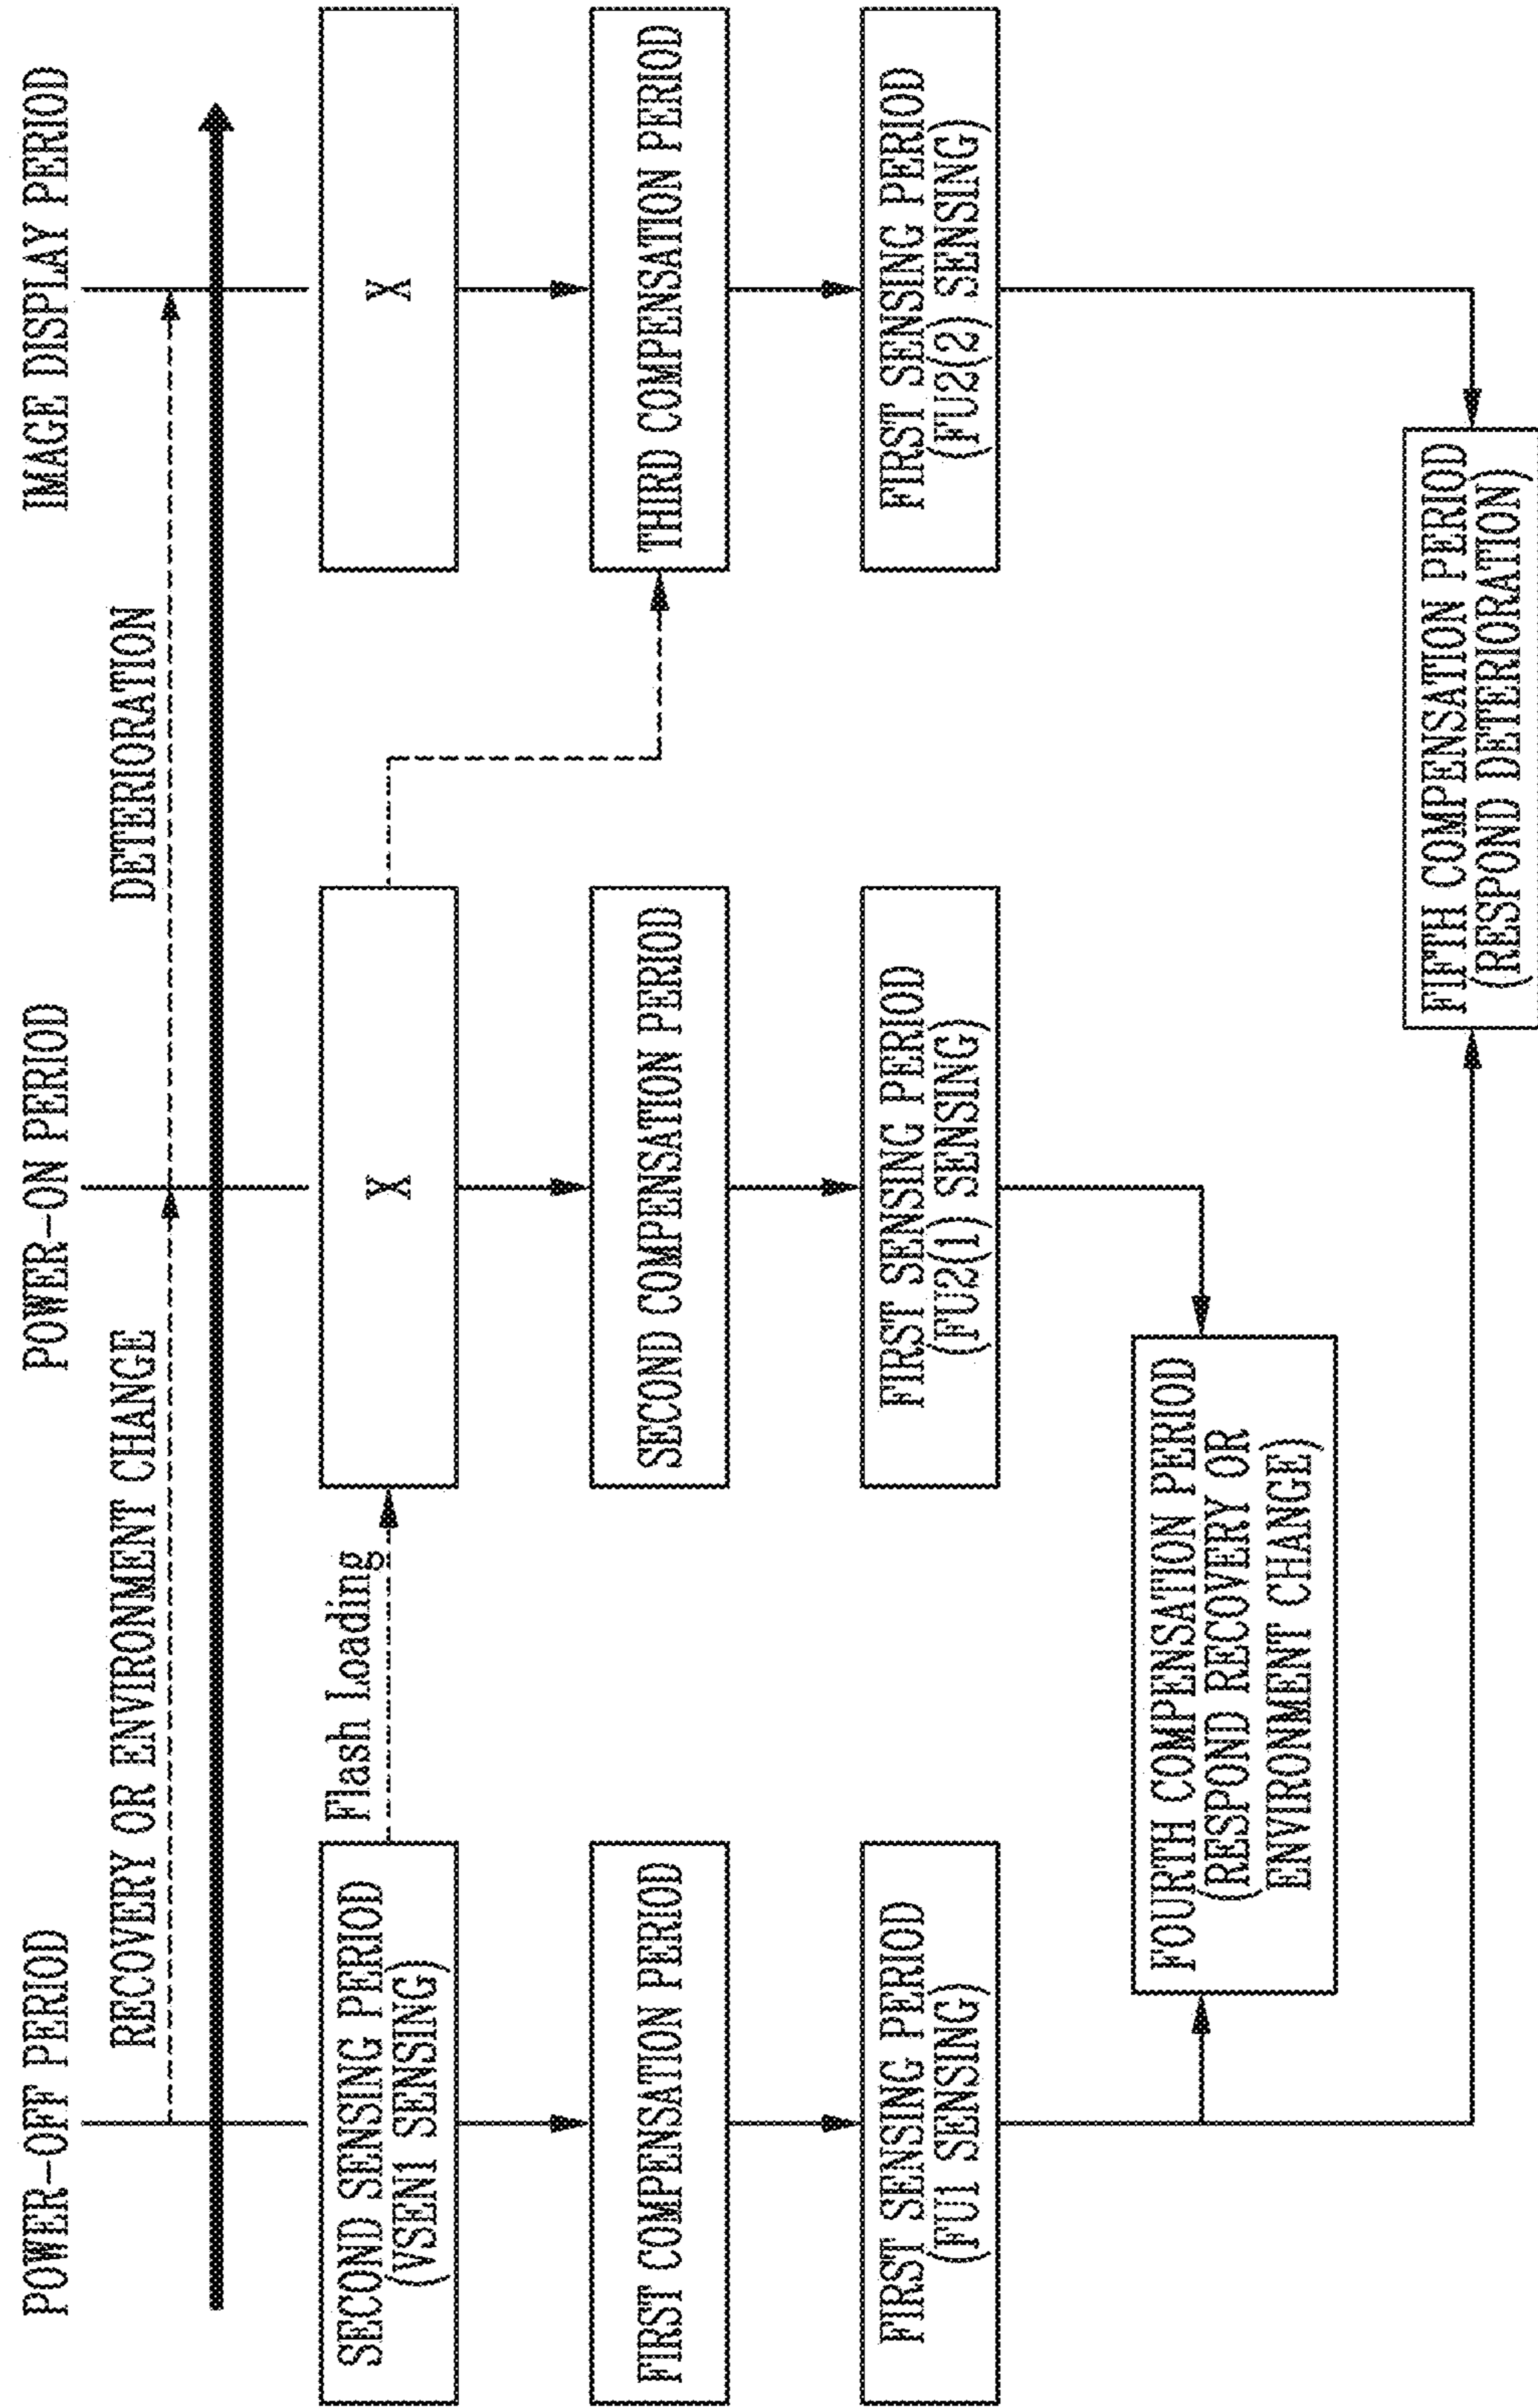 POWER-OFF PERIOD
POWER-ON PERIOD
IMAGE DISPLAY PERIOD
RECOVERY OR ENVIRONMENT CHANGE
DETERIORATION
SECOND SENSING PERIOD
(VSEN1 SENSING)
Flash Loading
X
X
FIRST COMPENSATION PERIOD
SECOND COMPENSATION PERIOD
THIRD COMPENSATION PERIOD
FIRST SENSING PERIOD
(FU1 SENSING)
FIRST SENSING PERIOD
(FU2(1) SENSING)
FIRST SENSING PERIOD
(FU2(2) SENSING)
FOURTH COMPENSATION PERIOD
(RESPOND RECOVERY OR
ENVIRONMENT CHANGE)
FIFTH COMPENSATION PERIOD
(RESPOND DETERIORATION)